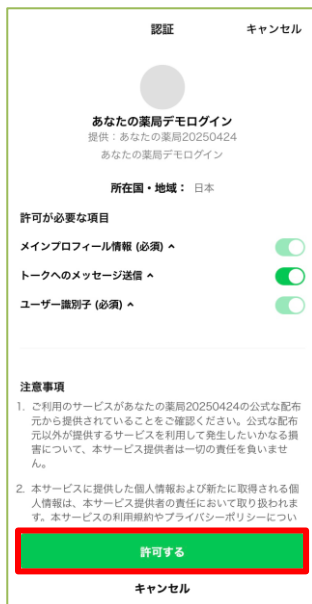 認証 キャンセル
あなたの薬局デモログイン
提供：あなたの薬局20250424
あなたの薬局デモログイン
所在国・地域： 日本
許可が必要な項目
メインプロフィール情報 (必須) ^
トークへのメッセージ送信 ^
ユーザー識別子 (必須) ^
注意事項
1. ご利用のサービスがあなたの薬局20250424の公式な配布
元から提供されていることをご確認ください。公式な配布
元以外が提供するサービスを利用して発生したいかなる損
害について、本サービス提供者は一切の責任を負いませ
ん。
2. 本サービスに提供した個人情報および新たに取得される個
人情報は、本サービス提供者の責任において取り扱われま
す。本サービスの利用規約やプライバシーポリシーについ
許可する
キャンセル